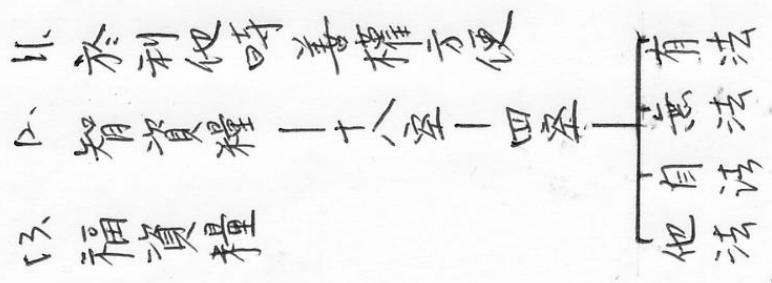 11、於利他時善權方便
12、智資糧—十八空—四空
有法
無法
自法
他法
13、福資糧